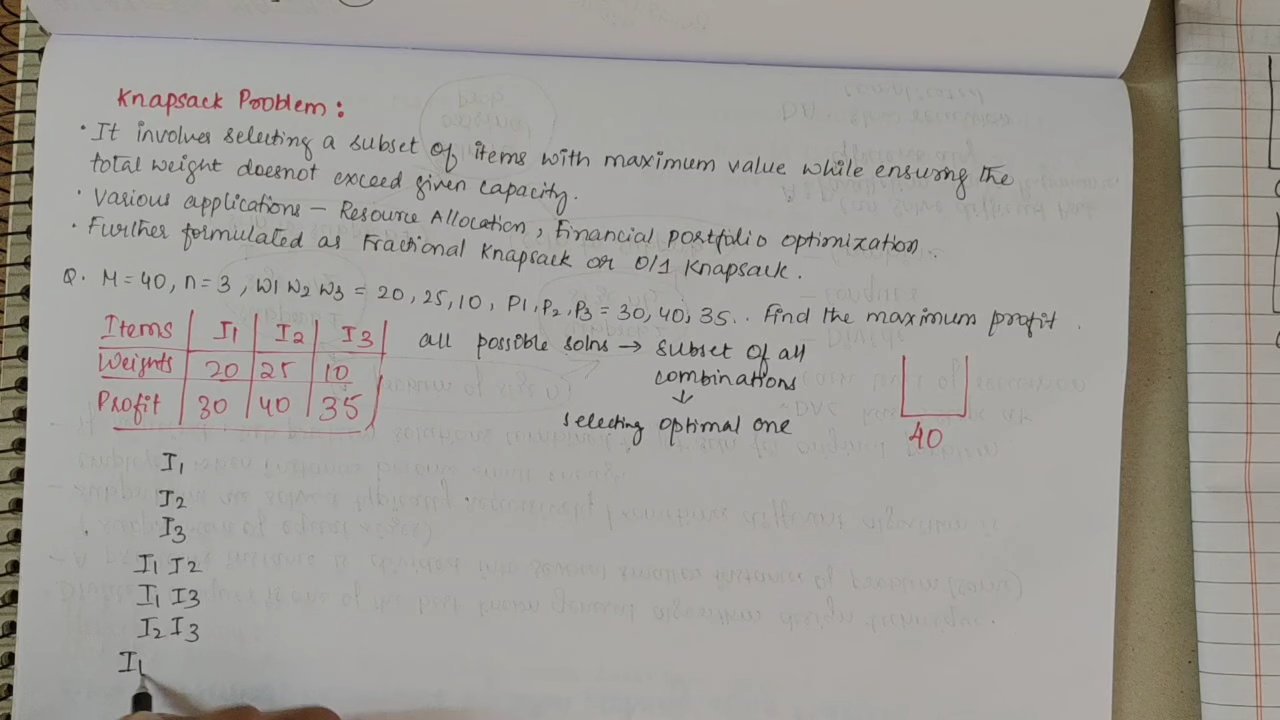 Knapsack Problem:
• It involves selecting a subset of items with maximum value while ensuring the
total weight doesnot exceed given capacity.
• Various applications – Resource Allocation, Financial portfolio optimization.
• Further formulated as Fractional Knapsack or 0/1 Knapsack.
Q. M=40, n=3, W1 W2 W3 = 20, 25, 10, P1, P2, P3 = 30, 40, 35.. Find the maximum profit.
Items I1 I2 I3
Weights 20 25 10
Profit 30 40 35
all possible solns → subset of all
combinations
↓
selecting optimal one
40
I1
I2
I3
I1 I2
I1 I3
I2 I3
I1